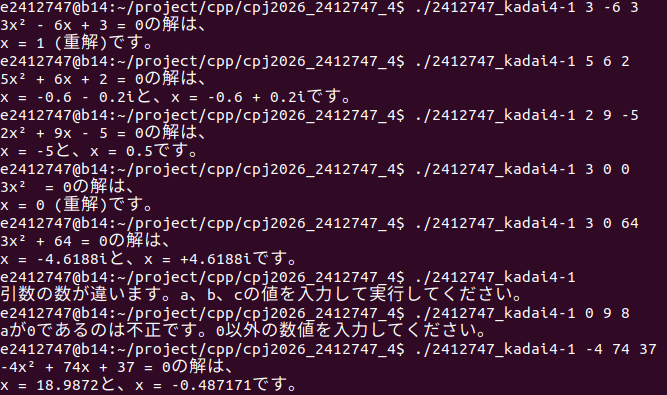 e2412747@b14:~/project/cpp/cpj2026_2412747_4$ ./2412747_kadai4-1 3 -6 3
3x² - 6x + 3 = 0の解は、
x = 1 (重解)です。
e2412747@b14:~/project/cpp/cpj2026_2412747_4$ ./2412747_kadai4-1 5 6 2
5x² + 6x + 2 = 0の解は、
x = -0.6 - 0.2iと、x = -0.6 + 0.2iです。
e2412747@b14:~/project/cpp/cpj2026_2412747_4$ ./2412747_kadai4-1 2 9 -5
2x² + 9x - 5 = 0の解は、
x = -5と、x = 0.5です。
e2412747@b14:~/project/cpp/cpj2026_2412747_4$ ./2412747_kadai4-1 3 0 0
3x²  = 0の解は、
x = 0 (重解)です。
e2412747@b14:~/project/cpp/cpj2026_2412747_4$ ./2412747_kadai4-1 3 0 64
3x² + 64 = 0の解は、
x = -4.6188iと、x = +4.6188iです。
e2412747@b14:~/project/cpp/cpj2026_2412747_4$ ./2412747_kadai4-1
引数の数が違います。a、b、cの値を入力して実行してください。
e2412747@b14:~/project/cpp/cpj2026_2412747_4$ ./2412747_kadai4-1 0 9 8
aが0であるのは不正です。0以外の数値を入力してください。
e2412747@b14:~/project/cpp/cpj2026_2412747_4$ ./2412747_kadai4-1 -4 74 37
-4x² + 74x + 37 = 0の解は、
x = 18.9872と、x = -0.487171です。